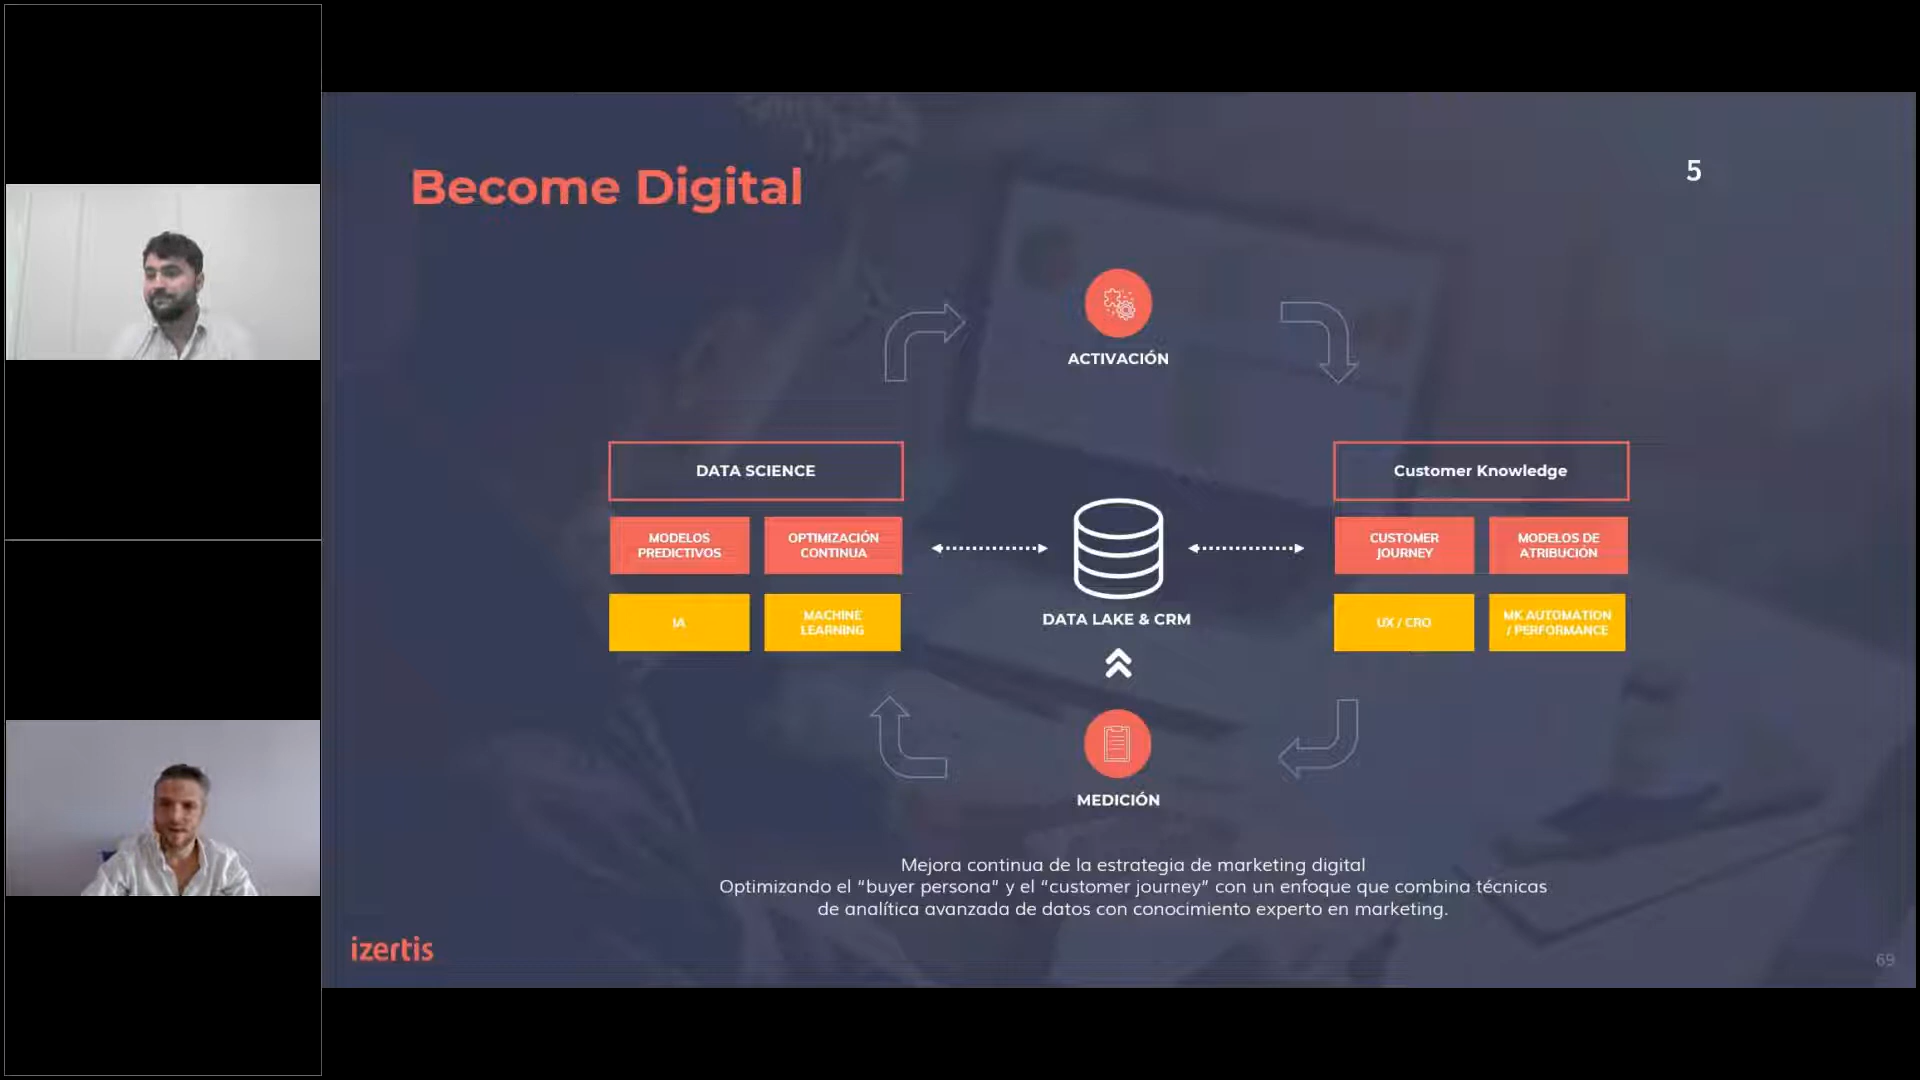 Become Digital
5
ACTIVACIÓN
DATA SCIENCE
MODELOS
PREDICTIVOS
OPTIMIZACIÓN
CONTINUA
IA
MACHINE
LEARNING
DATA LAKE & CRM
Customer Knowledge
CUSTOMER
JOURNEY
MODELOS DE
ATRIBUCIÓN
UX / CRO
MK AUTOMATION
/ PERFORMANCE
MEDICIÓN
Mejora continua de la estrategia de marketing digital
Optimizando el “buyer persona” y el “customer journey” con un enfoque que combina técnicas
de analítica avanzada de datos con conocimiento experto en marketing.
izertis
69